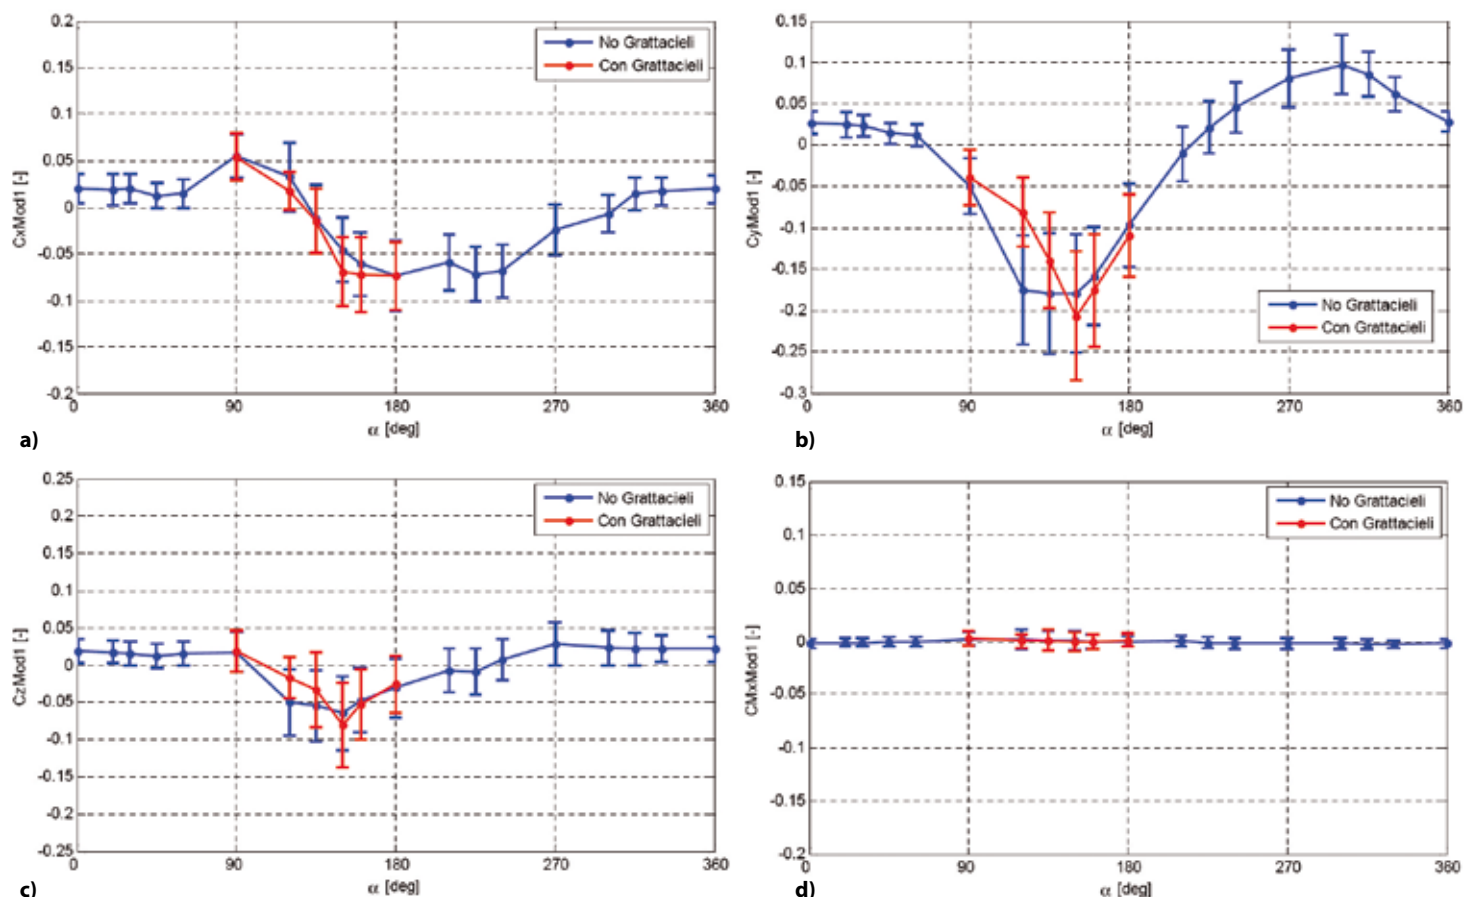 0.2
0.15
0.1
0.05
0
-0.05
-0.1
-0.15
-0.2
CxMod1 [-]
No Grattacieli
Con Grattacieli
0 90 180 270 360
α [deg]
a)
0.15
0.1
0.05
0
-0.05
-0.1
-0.15
-0.2
-0.25
-0.3
CyMod1 [-]
No Grattacieli
Con Grattacieli
0 90 180 270 360
α [deg]
b)
0.25
0.2
0.15
0.1
0.05
0
-0.05
-0.1
-0.15
-0.2
-0.25
CzMod1 [-]
No Grattacieli
Con Grattacieli
0 90 180 270 360
α [deg]
c)
0.15
0.1
0.05
0
-0.05
-0.1
-0.15
-0.2
CMxMod1 [-]
No Grattacieli
Con Grattacieli
0 90 180 270 360
α [deg]
d)